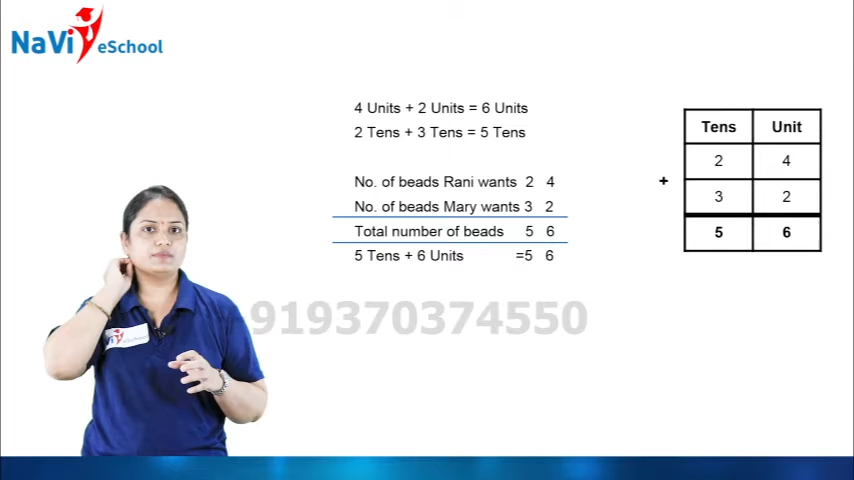 NaVi eSchool
4 Units + 2 Units = 6 Units
2 Tens + 3 Tens = 5 Tens
No. of beads Rani wants 2 4
No. of beads Mary wants 3 2
Total number of beads 5 6
5 Tens + 6 Units =5 6
Tens Unit
2 4
+ 3 2
5 6
919370374550